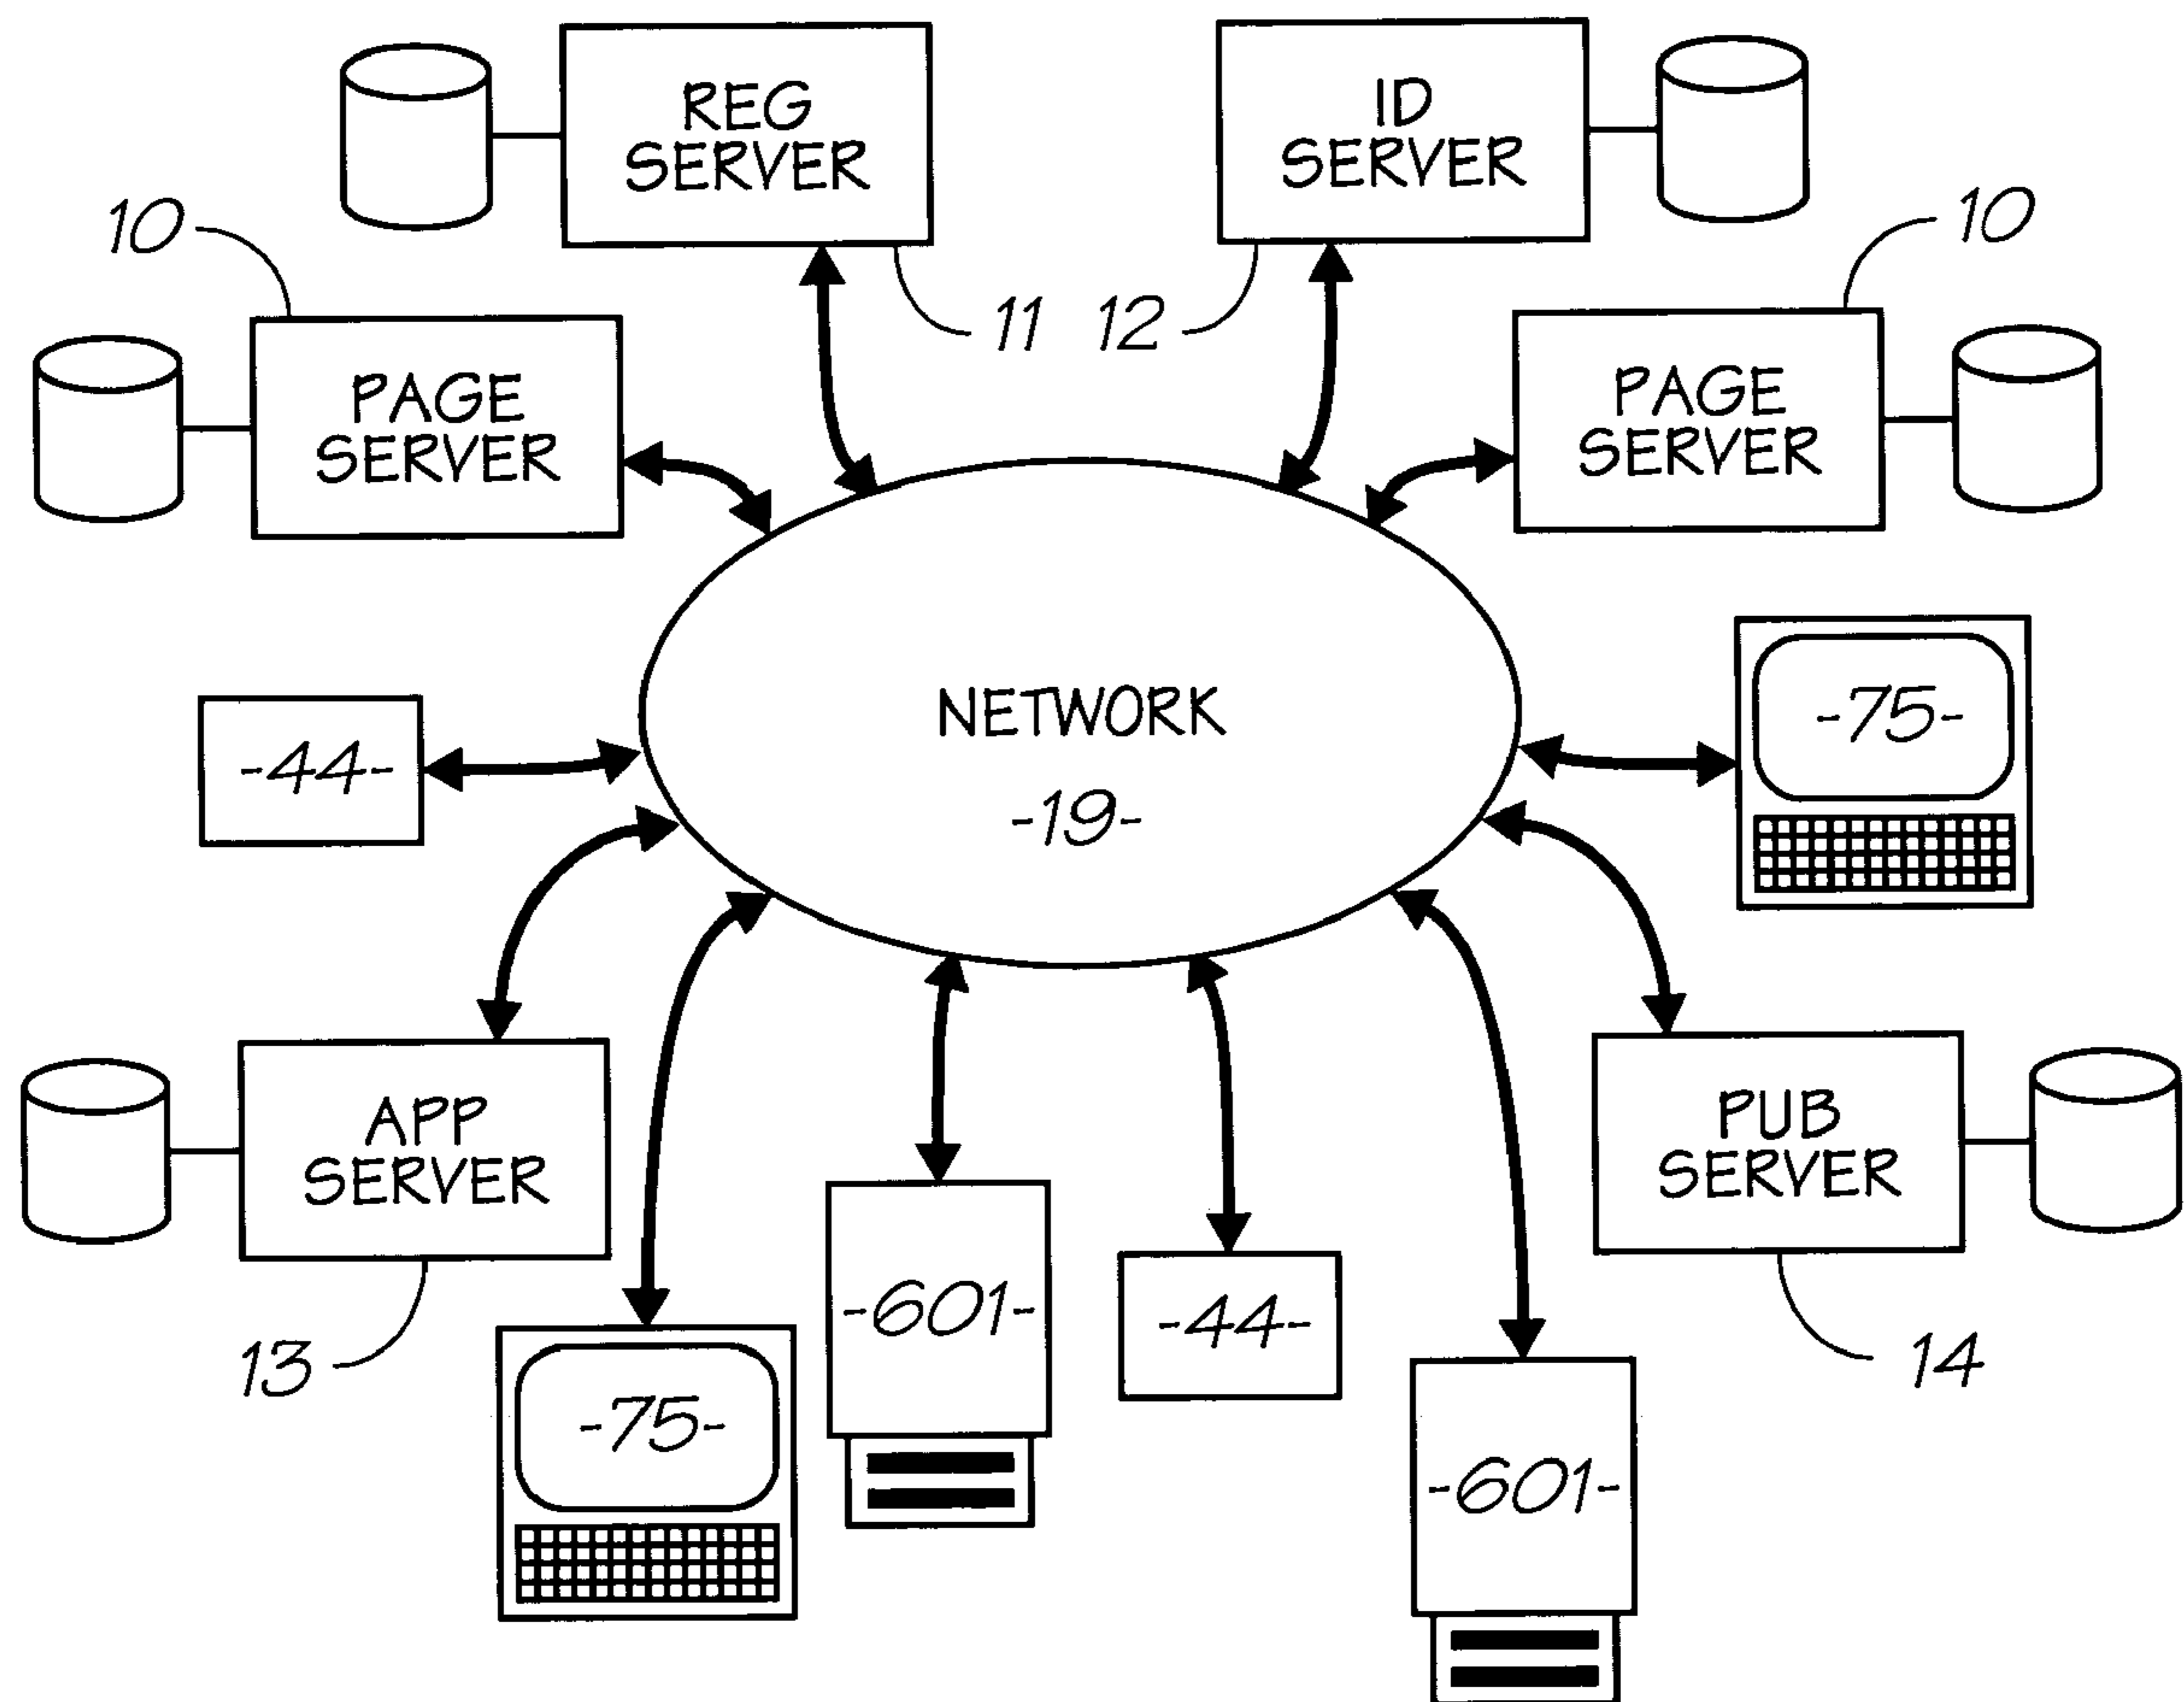 REG
SERVER
ID
SERVER
10
10
11
12
PAGE
SERVER
PAGE
SERVER
NETWORK
-19-
-44-
-75-
APP
SERVER
PUB
SERVER
-601-
-44-
13
14
-75-
-601-